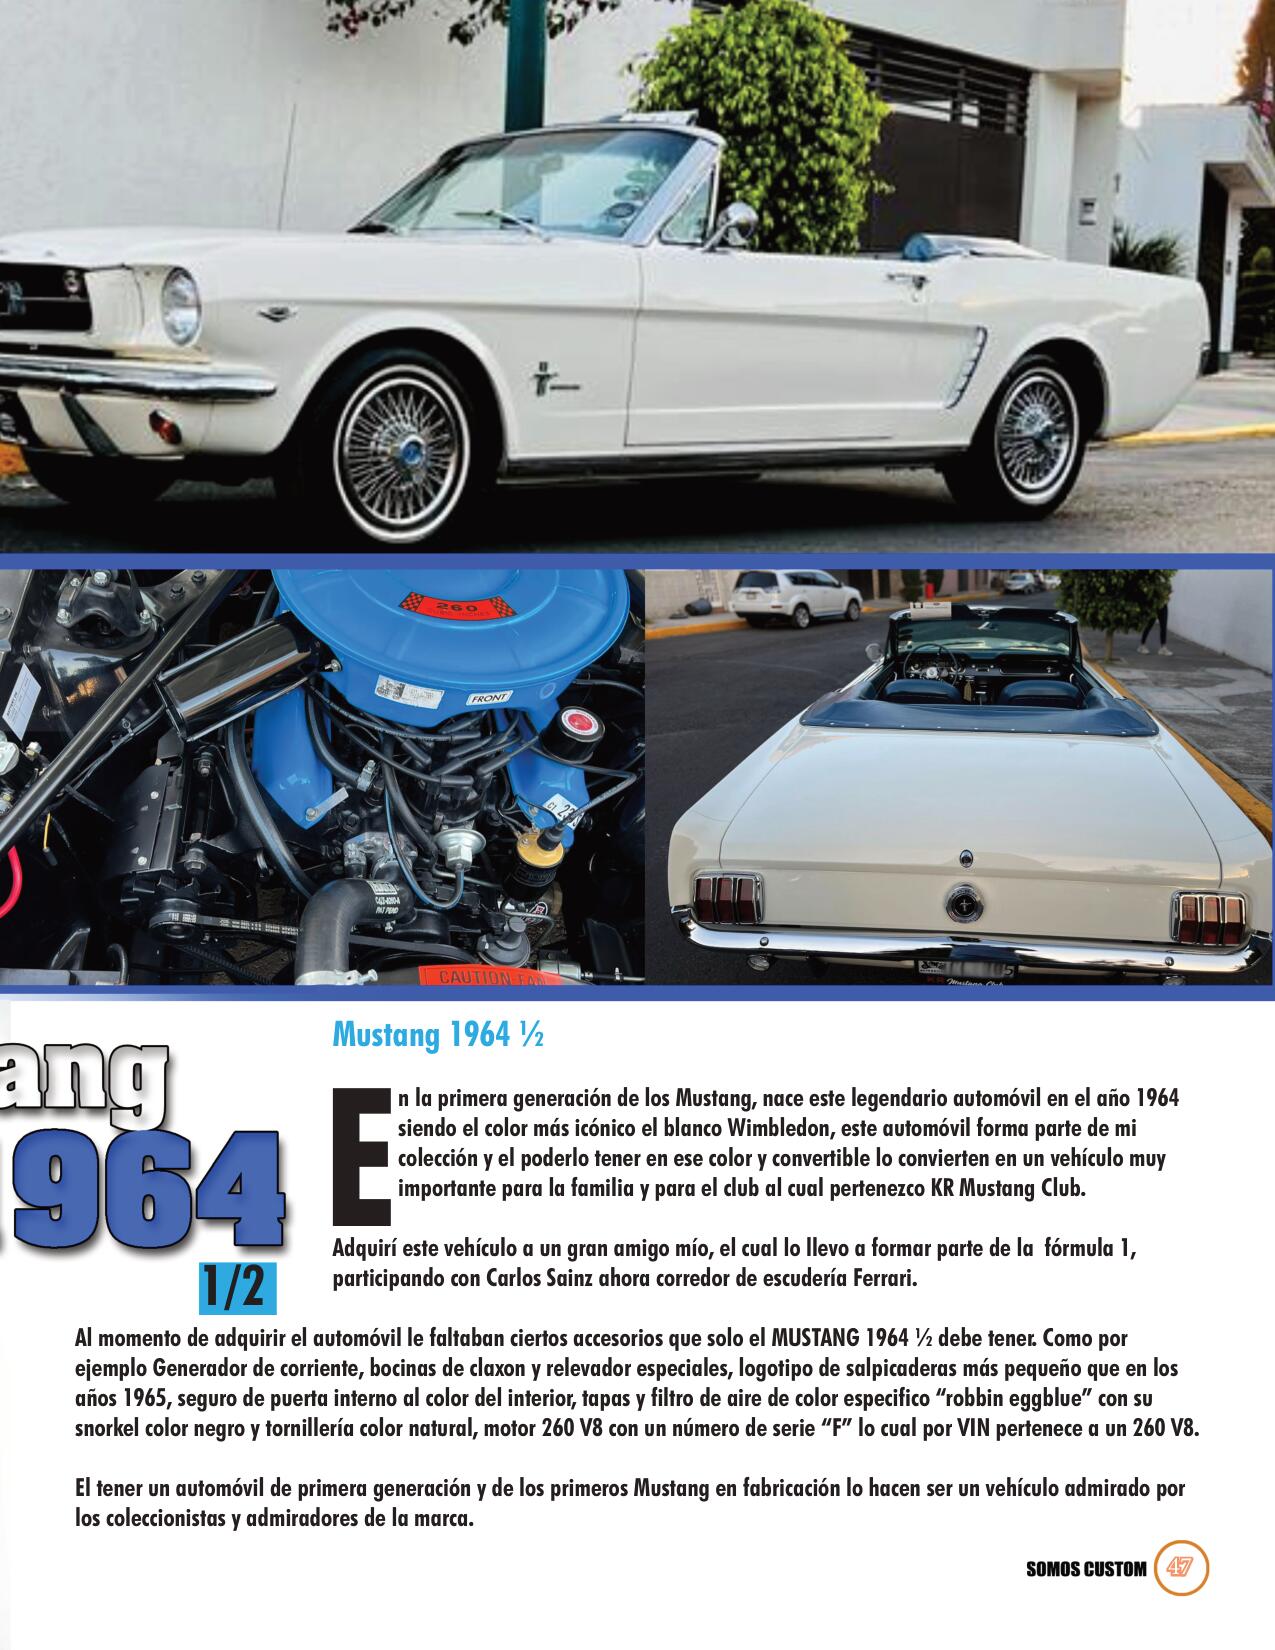 260
CUBIC INCHES
FRONT
CAUTION FAN
Mustang Club
ang
1964
1/2
Mustang 1964 ½
En la primera generación de los Mustang, nace este legendario automóvil en el año 1964
siendo el color más icónico el blanco Wimbledon, este automóvil forma parte de mi
colección y el poderlo tener en ese color y convertible lo convierten en un vehículo muy
importante para la familia y para el club al cual pertenezco KR Mustang Club.
Adquirí este vehículo a un gran amigo mío, el cual lo llevo a formar parte de la fórmula 1,
participando con Carlos Sainz ahora corredor de escudería Ferrari.
Al momento de adquirir el automóvil le faltaban ciertos accesorios que solo el MUSTANG 1964 ½ debe tener. Como por
ejemplo Generador de corriente, bocinas de claxon y relevador especiales, logotipo de salpicaderas más pequeño que en los
años 1965, seguro de puerta interno al color del interior, tapas y filtro de aire de color especifico “robbin eggblue” con su
snorkel color negro y tornillería color natural, motor 260 V8 con un número de serie “F” lo cual por VIN pertenece a un 260 V8.
El tener un automóvil de primera generación y de los primeros Mustang en fabricación lo hacen ser un vehículo admirado por
los coleccionistas y admiradores de la marca.
SOMOS CUSTOM 47